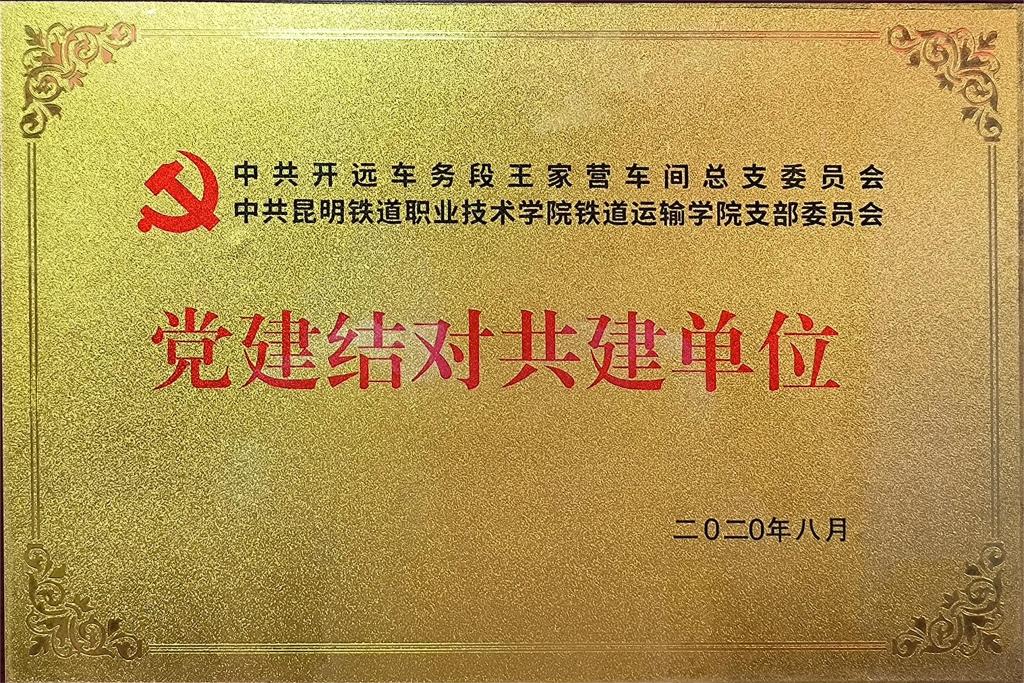 中共开远车务段王家营车间总支委员会
中共昆明铁道职业技术学院铁道运输学院支部委员会
党建结对共建单位
二〇二〇年八月